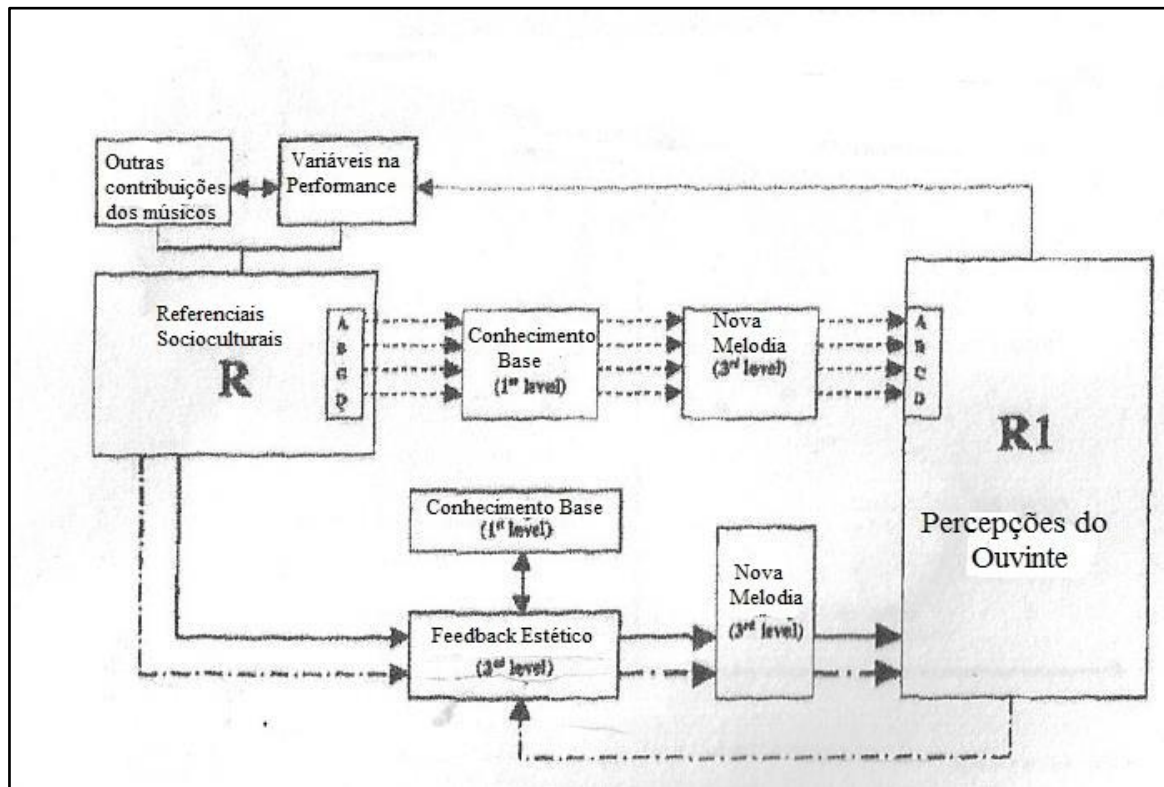 Outras
contribuições
dos músicos
Variáveis na
Performance
Referenciais
Socioculturais
R
A
B
C
D
Conhecimento
Base
(1st level)
Nova
Melodia
(3rd level)
A
B
C
D
R1
Percepções do
Ouvinte
Conhecimento Base
(1st level)
Feedback Estético
(2nd level)
Nova
Melodia
(3rd level)